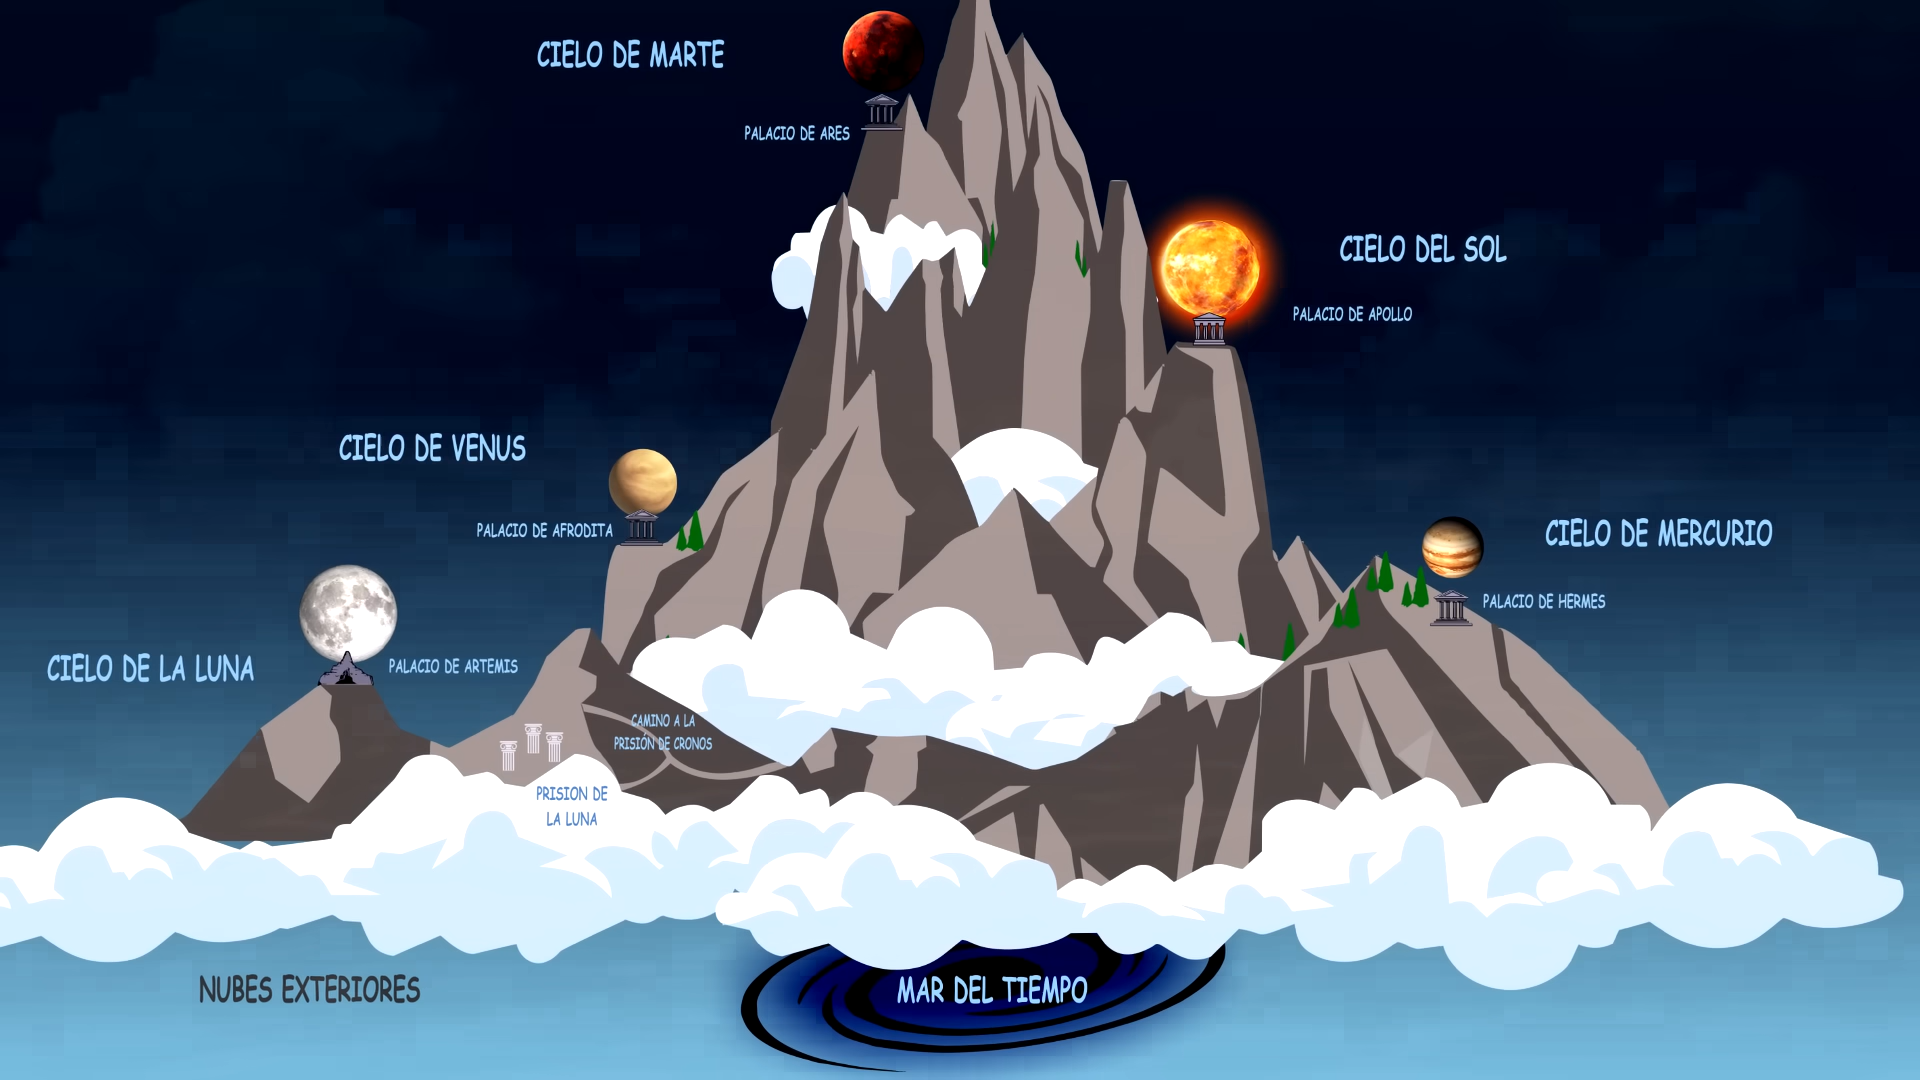 CIELO DE MARTE
PALACIO DE ARES
CIELO DEL SOL
PALACIO DE APOLLO
CIELO DE VENUS
PALACIO DE AFRODITA
CIELO DE MERCURIO
PALACIO DE HERMES
CIELO DE LA LUNA
PALACIO DE ARTEMIS
CAMINO A LA
PRISIÓN DE CRONOS
PRISION DE
LA LUNA
NUBES EXTERIORES
MAR DEL TIEMPO